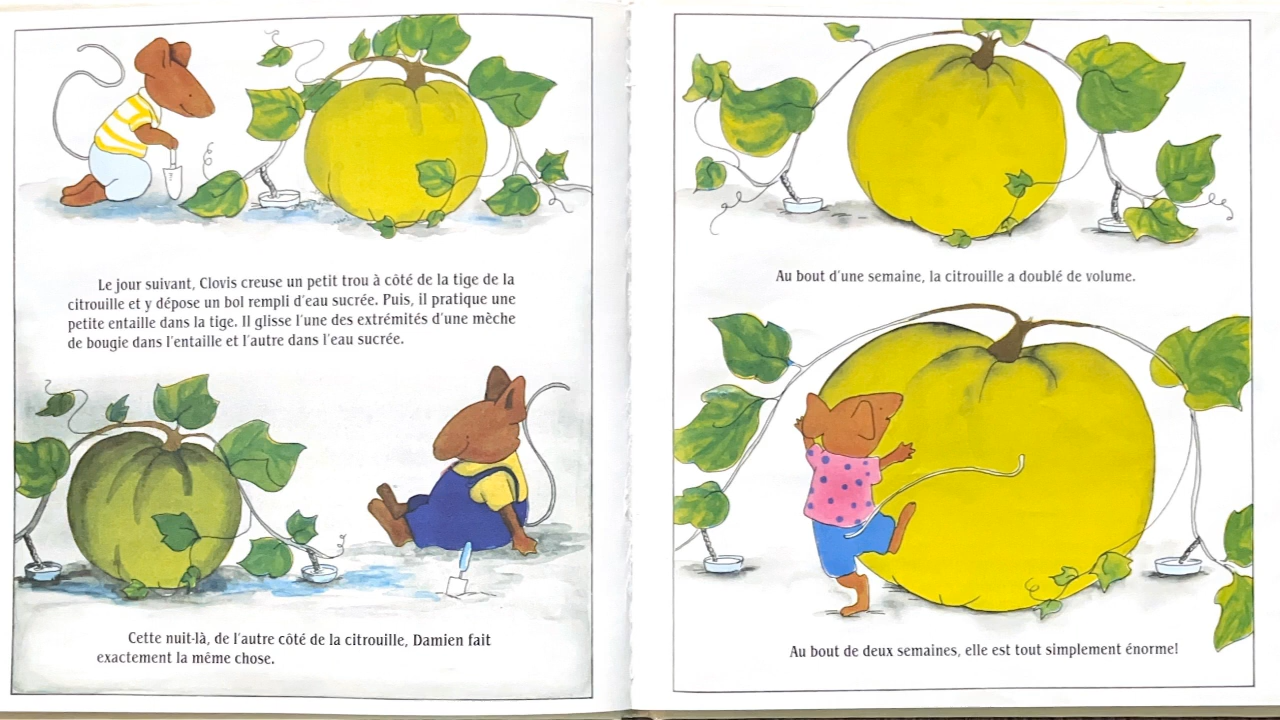 Le jour suivant, Clovis creuse un petit trou à côté de la tige de la
citrouille et y dépose un bol rempli d'eau sucrée. Puis, il pratique une
petite entaille dans la tige. Il glisse l'une des extrémités d'une mèche
de bougie dans l'entaille et l'autre dans l'eau sucrée.
Cette nuit-là, de l'autre côté de la citrouille, Damien fait
exactement la même chose.
Au bout d'une semaine, la citrouille a doublé de volume.
Au bout de deux semaines, elle est tout simplement énorme!